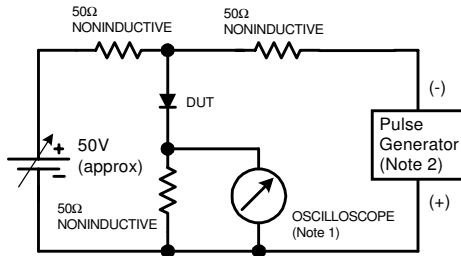 50Ω
NONINDUCTIVE
50Ω
NONINDUCTIVE
DUT
(-)
+
50V
(approx)
−
Pulse
Generator
(Note 2)
50Ω
NONINDUCTIVE
OSCILLOSCOPE
(Note 1)
(+)